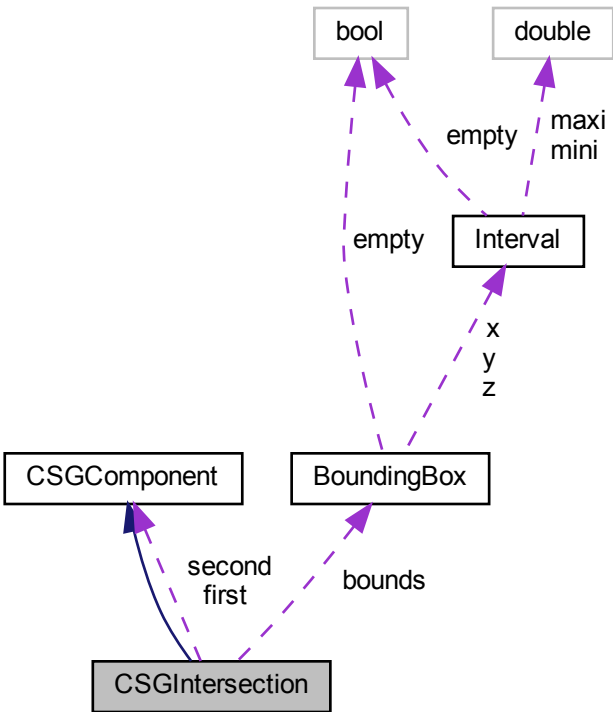 bool
double
maxi
mini
empty
Interval
empty
x
y
z
CSGComponent
BoundingBox
second
first
bounds
CSGIntersection